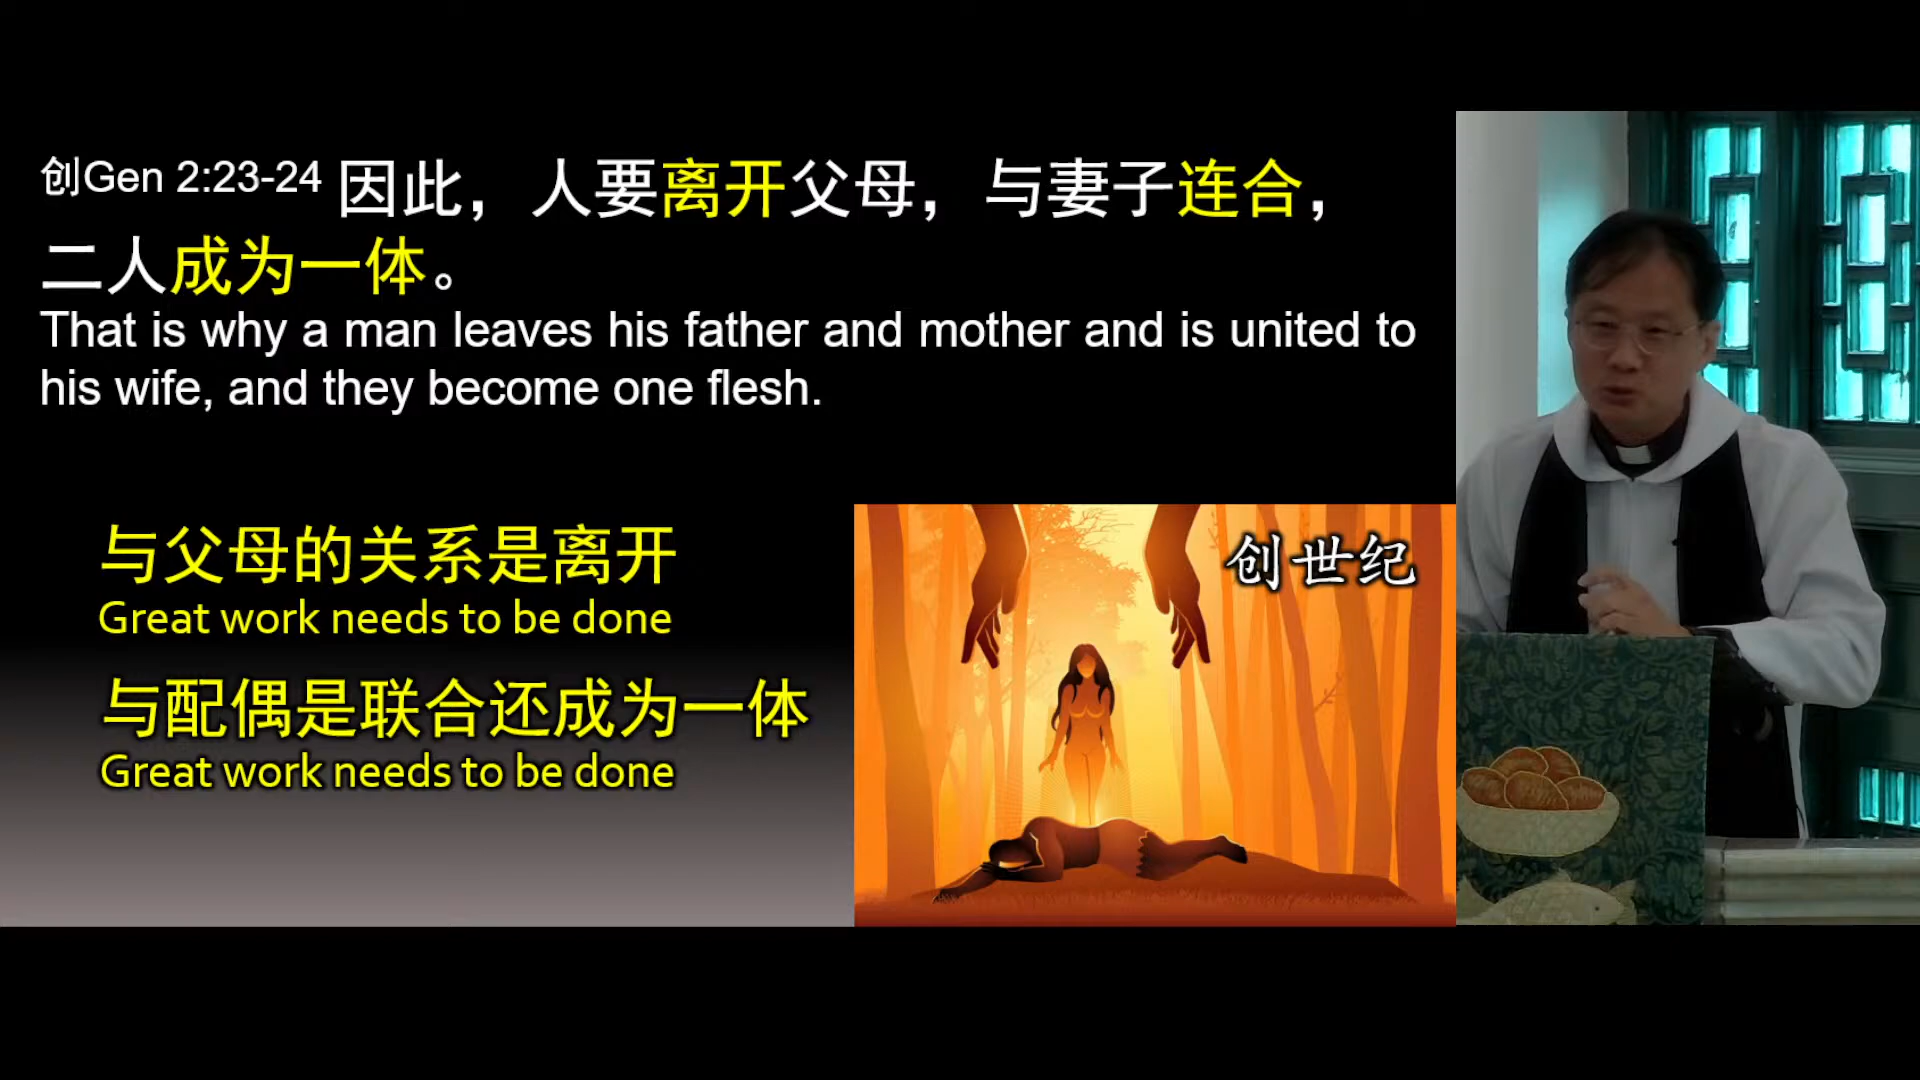 创Gen 2:23-24 因此，人要离开父母，与妻子连合，
二人成为一体。
That is why a man leaves his father and mother and is united to
his wife, and they become one flesh.
与父母的关系是离开
Great work needs to be done
与配偶是联合还成为一体
Great work needs to be done
创世纪